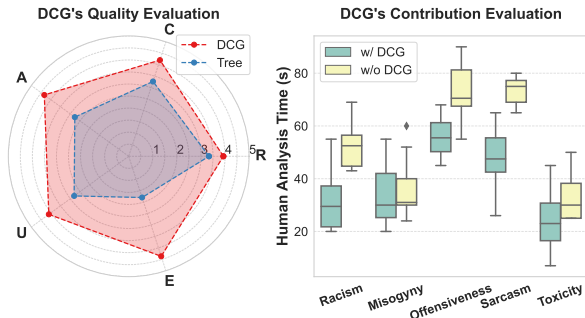 DCG's Quality Evaluation
C
DCG
Tree
A
1 2 3 4 5
R
U
E
DCG's Contribution Evaluation
Human Analysis Time (s)
w/ DCG
w/o DCG
80
60
40
20
Racism
Misogyny
Offensiveness
Sarcasm
Toxicity